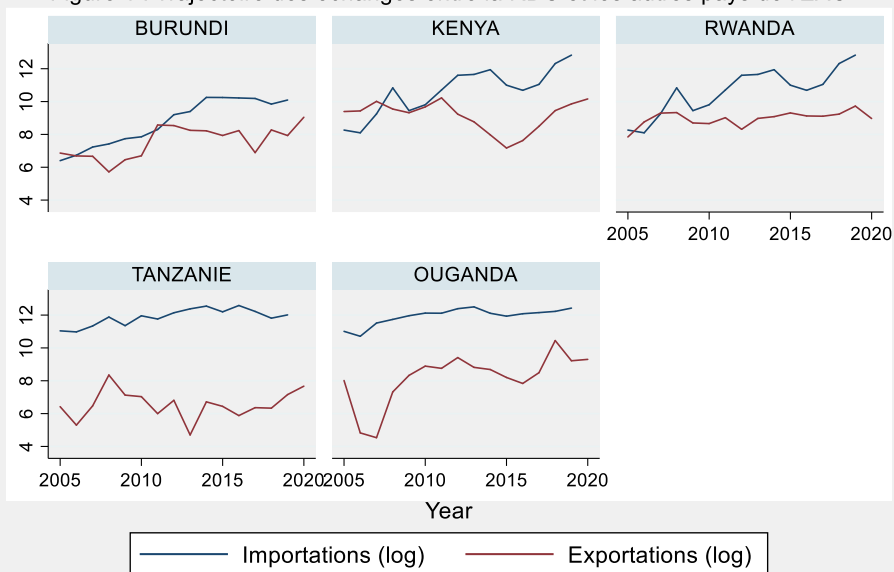 BURUNDI KENYA RWANDA
12
10
8
6
4
2005 2010 2015 2020
TANZANIE OUGANDA
12
10
8
6
4
2005 2010 2015 2020 2005 2010 2015 2020
Year
Importations (log) Exportations (log)